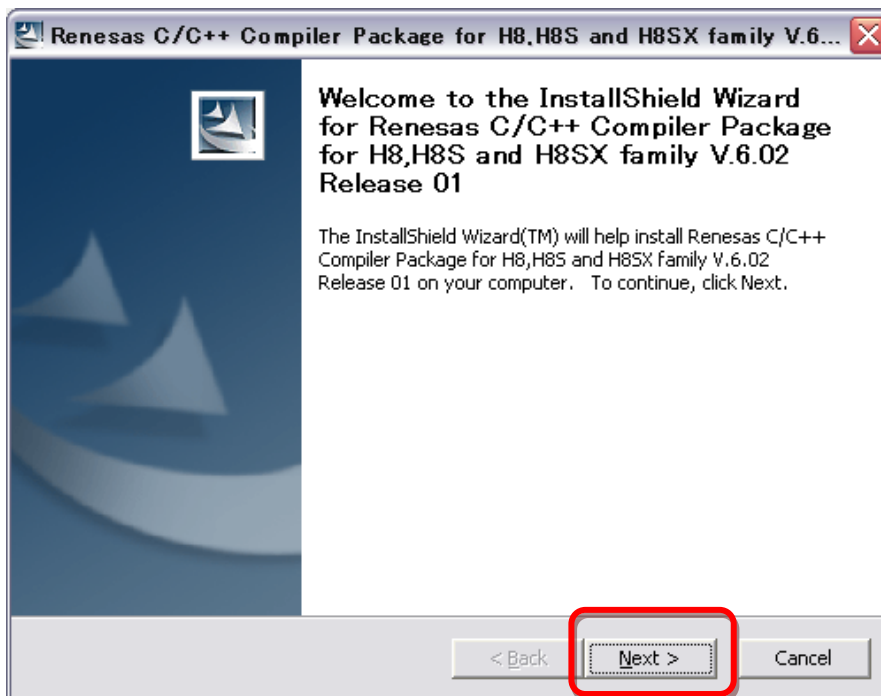 Renesas C/C++ Compiler Package for H8,H8S and H8SX family V.6...
Welcome to the InstallShield Wizard
for Renesas C/C++ Compiler Package
for H8,H8S and H8SX family V.6.02
Release 01
The InstallShield Wizard(TM) will help install Renesas C/C++
Compiler Package for H8,H8S and H8SX family V.6.02
Release 01 on your computer.   To continue, click Next.
< Back
Next >
Cancel